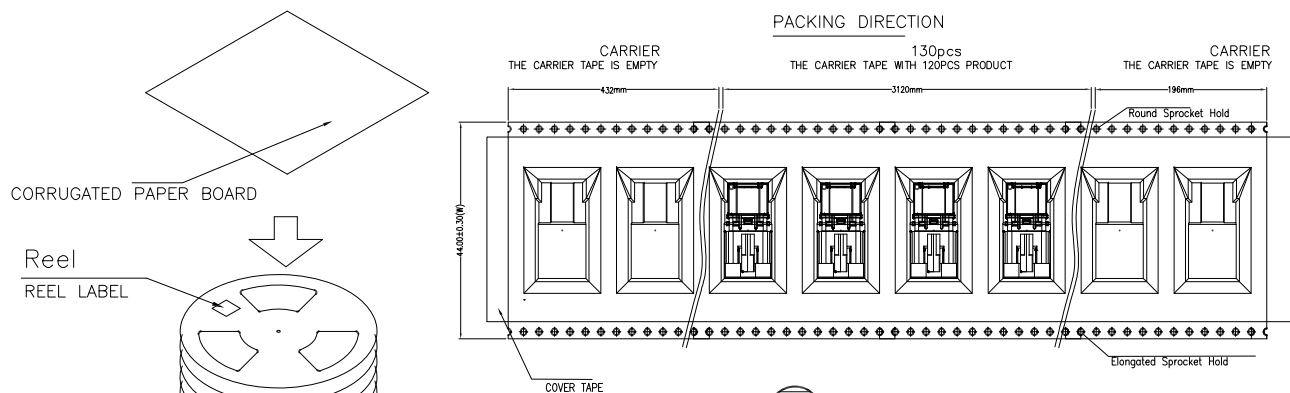 PACKING DIRECTION
CARRIER
THE CARRIER TAPE IS EMPTY
130pcs
THE CARRIER TAPE WITH 120PCS PRODUCT
CARRIER
THE CARRIER TAPE IS EMPTY
432mm
3120mm
196mm
Round Sprocket Hold
CORRUGATED PAPER BOARD
44.00±0.30(W)
Reel
REEL LABEL
Elongated Sprocket Hold
COVER TAPE